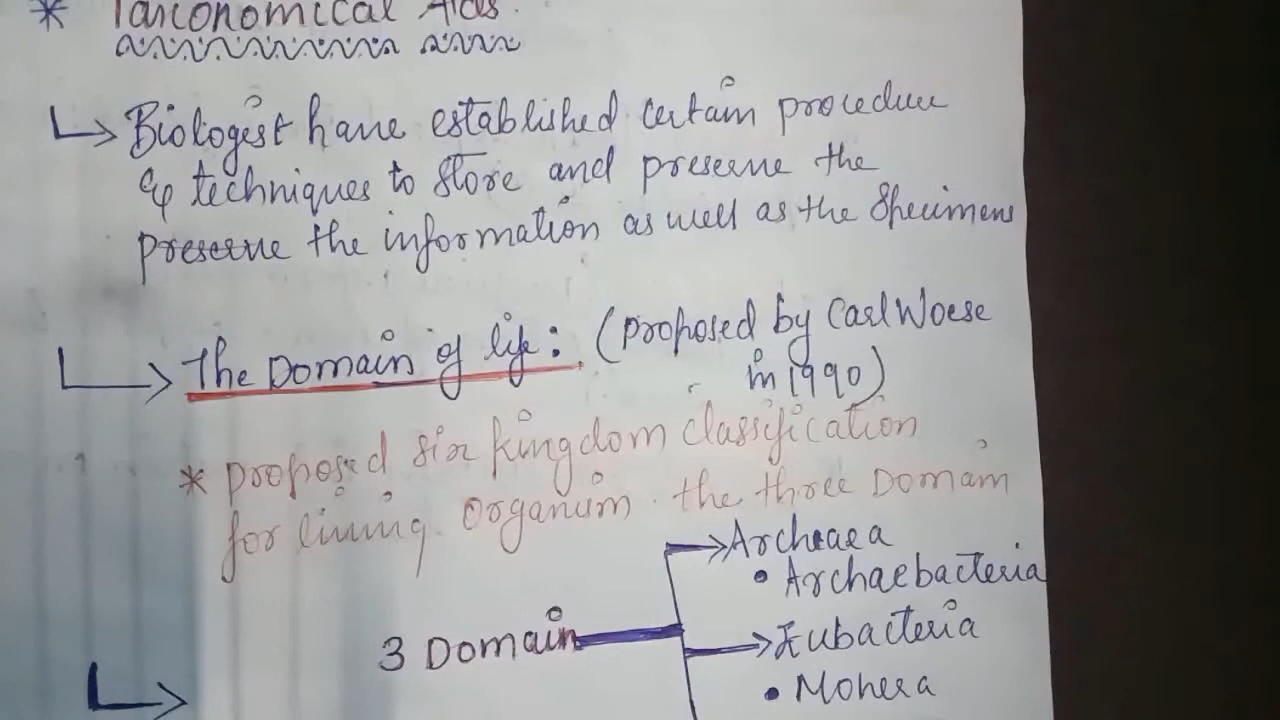 * Taxonomical Aids
Biologist have established certain procedure
& techniques to store and preserve the
preserve the information as well as the specimens
The Domain of life: (proposed by Carl Woese
in 1990)
* proposed six kingdom classification
for living organism. the three Domain
Archaea
• Archaebacteria
3 Domain
Eubacteria
• Monera